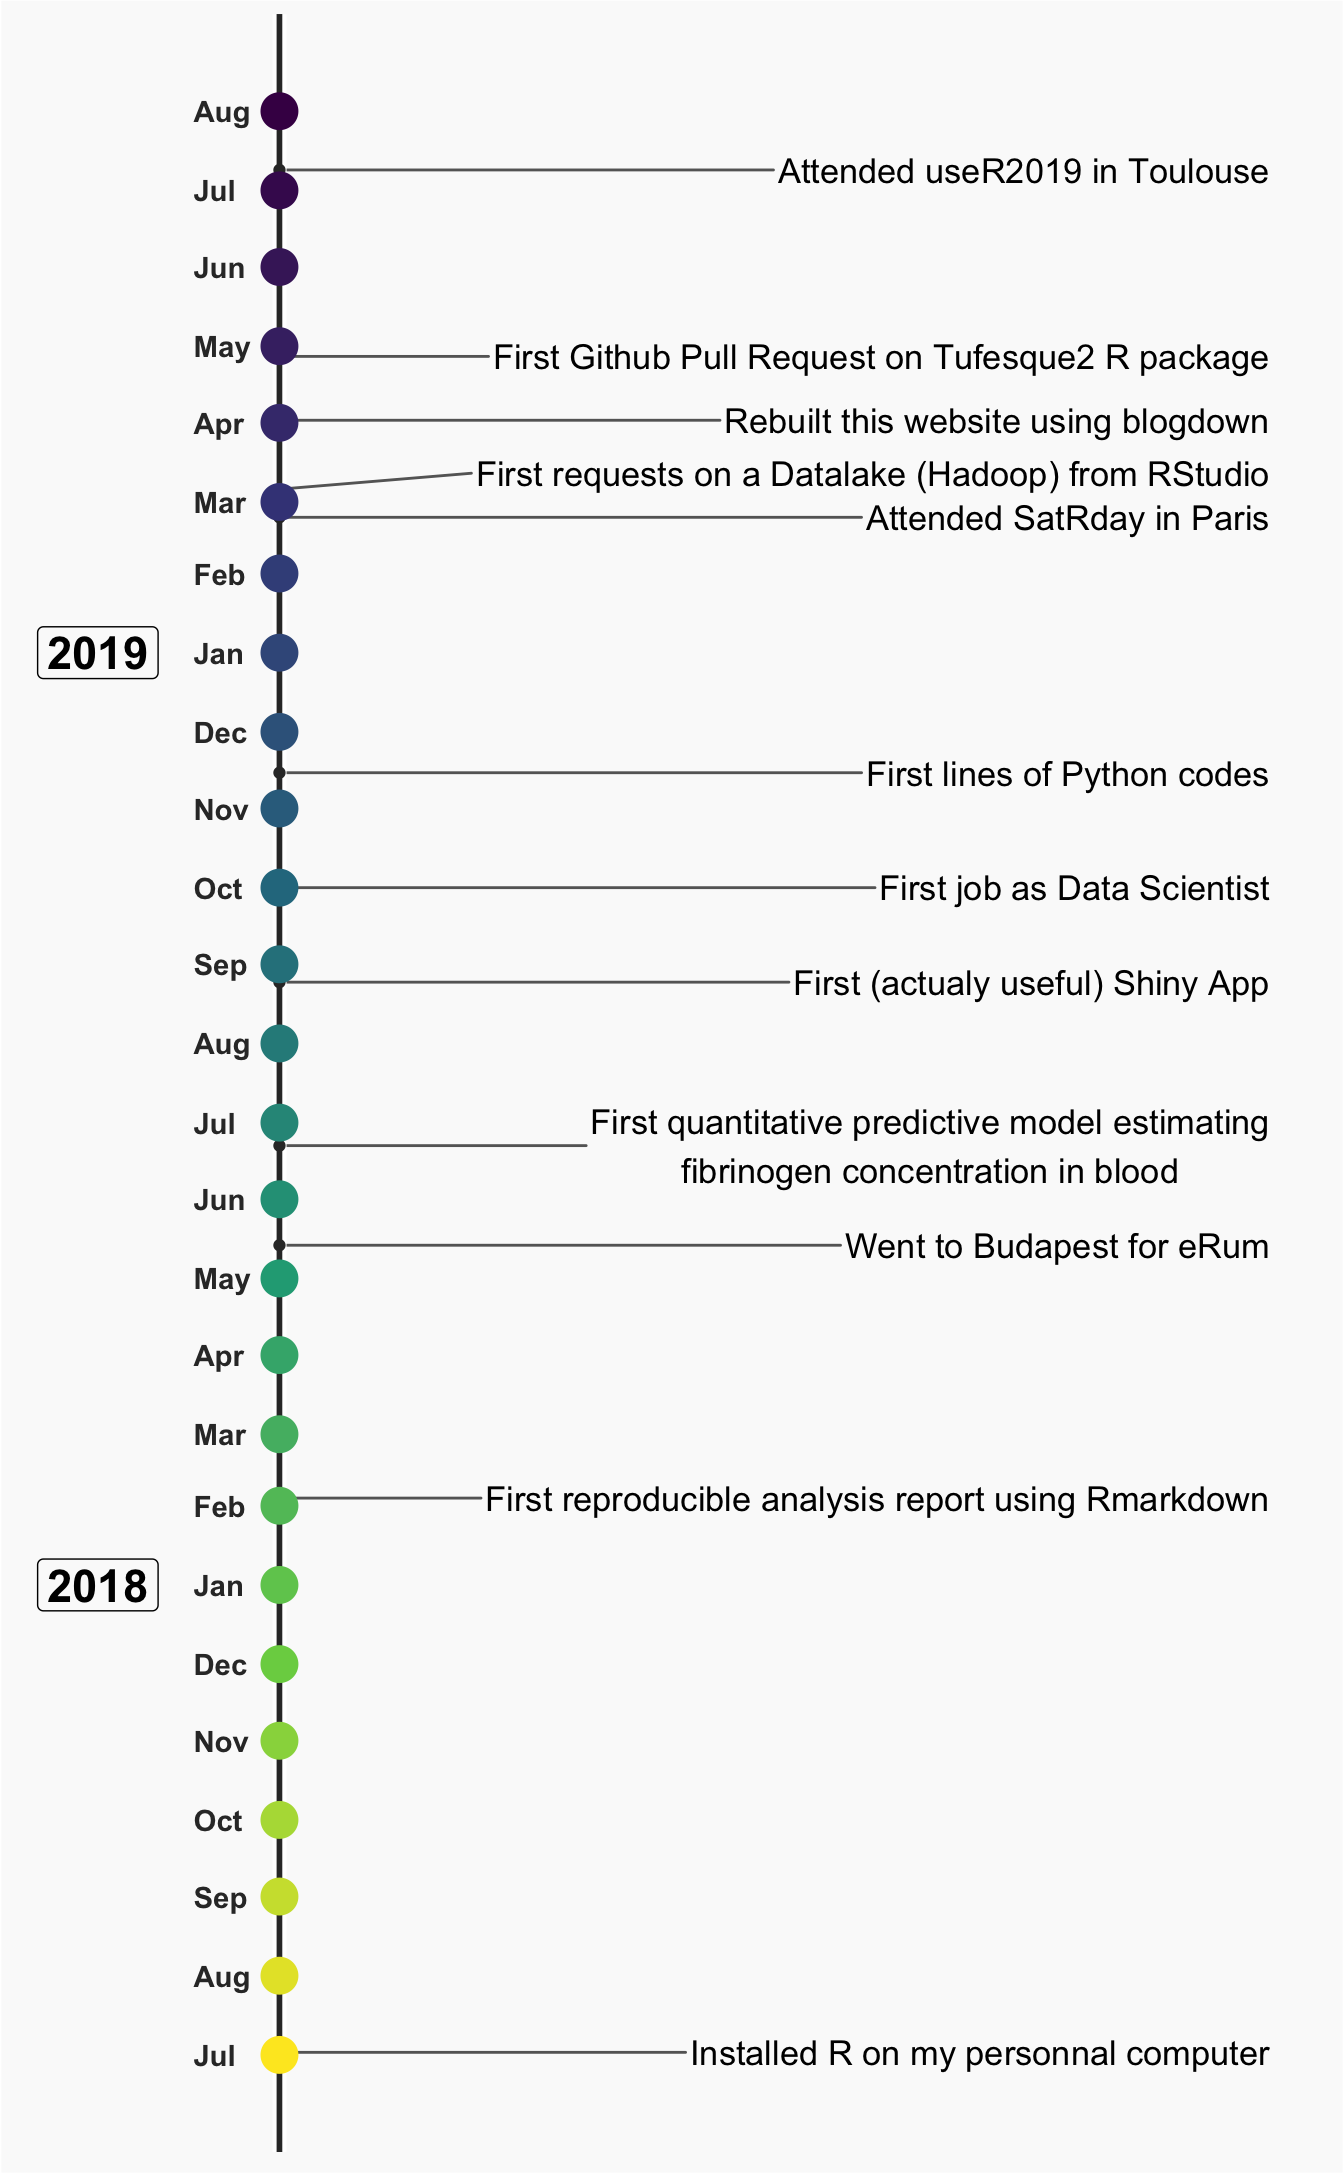 Aug
Attended useR2019 in Toulouse
Jul
Jun
May
First Github Pull Request on Tufesque2 R package
Apr
Rebuilt this website using blogdown
First requests on a Datalake (Hadoop) from RStudio
Mar
Attended SatRday in Paris
Feb
2019
Jan
Dec
First lines of Python codes
Nov
Oct
First job as Data Scientist
Sep
First (actualy useful) Shiny App
Aug
Jul
First quantitative predictive model estimating
fibrinogen concentration in blood
Jun
Went to Budapest for eRum
May
Apr
Mar
Feb
First reproducible analysis report using Rmarkdown
2018
Jan
Dec
Nov
Oct
Sep
Aug
Jul
Installed R on my personnal computer